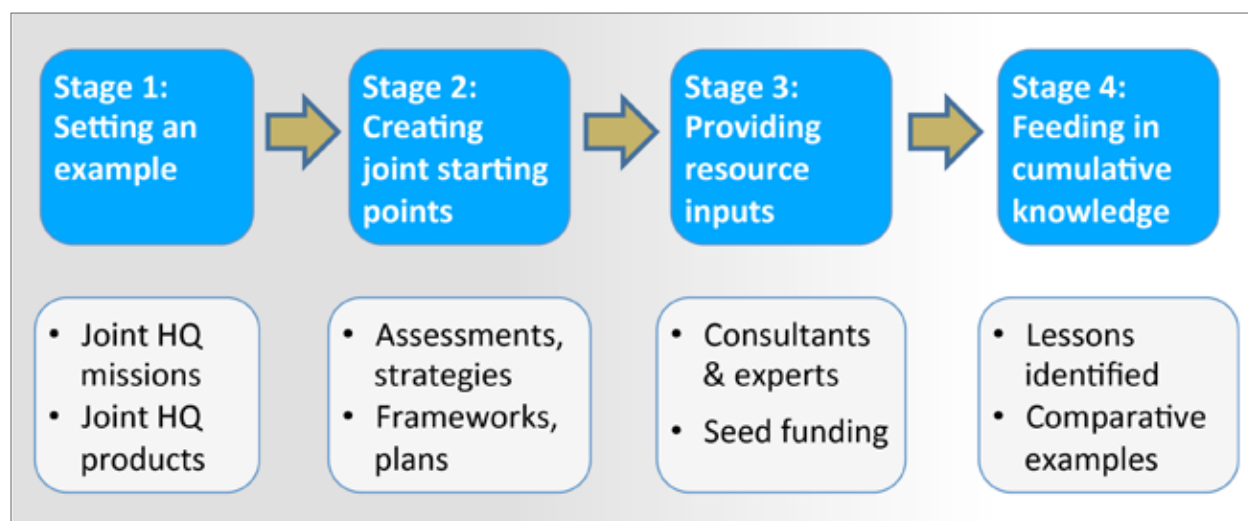 Stage 1:
Setting an
example
Stage 2:
Creating
joint starting
points
Stage 3:
Providing
resource
inputs
Stage 4:
Feeding in
cumulative
knowledge
• Joint HQ
missions
• Joint HQ
products
• Assessments,
strategies
• Frameworks,
plans
• Consultants
& experts
• Seed funding
• Lessons
identified
• Comparative
examples